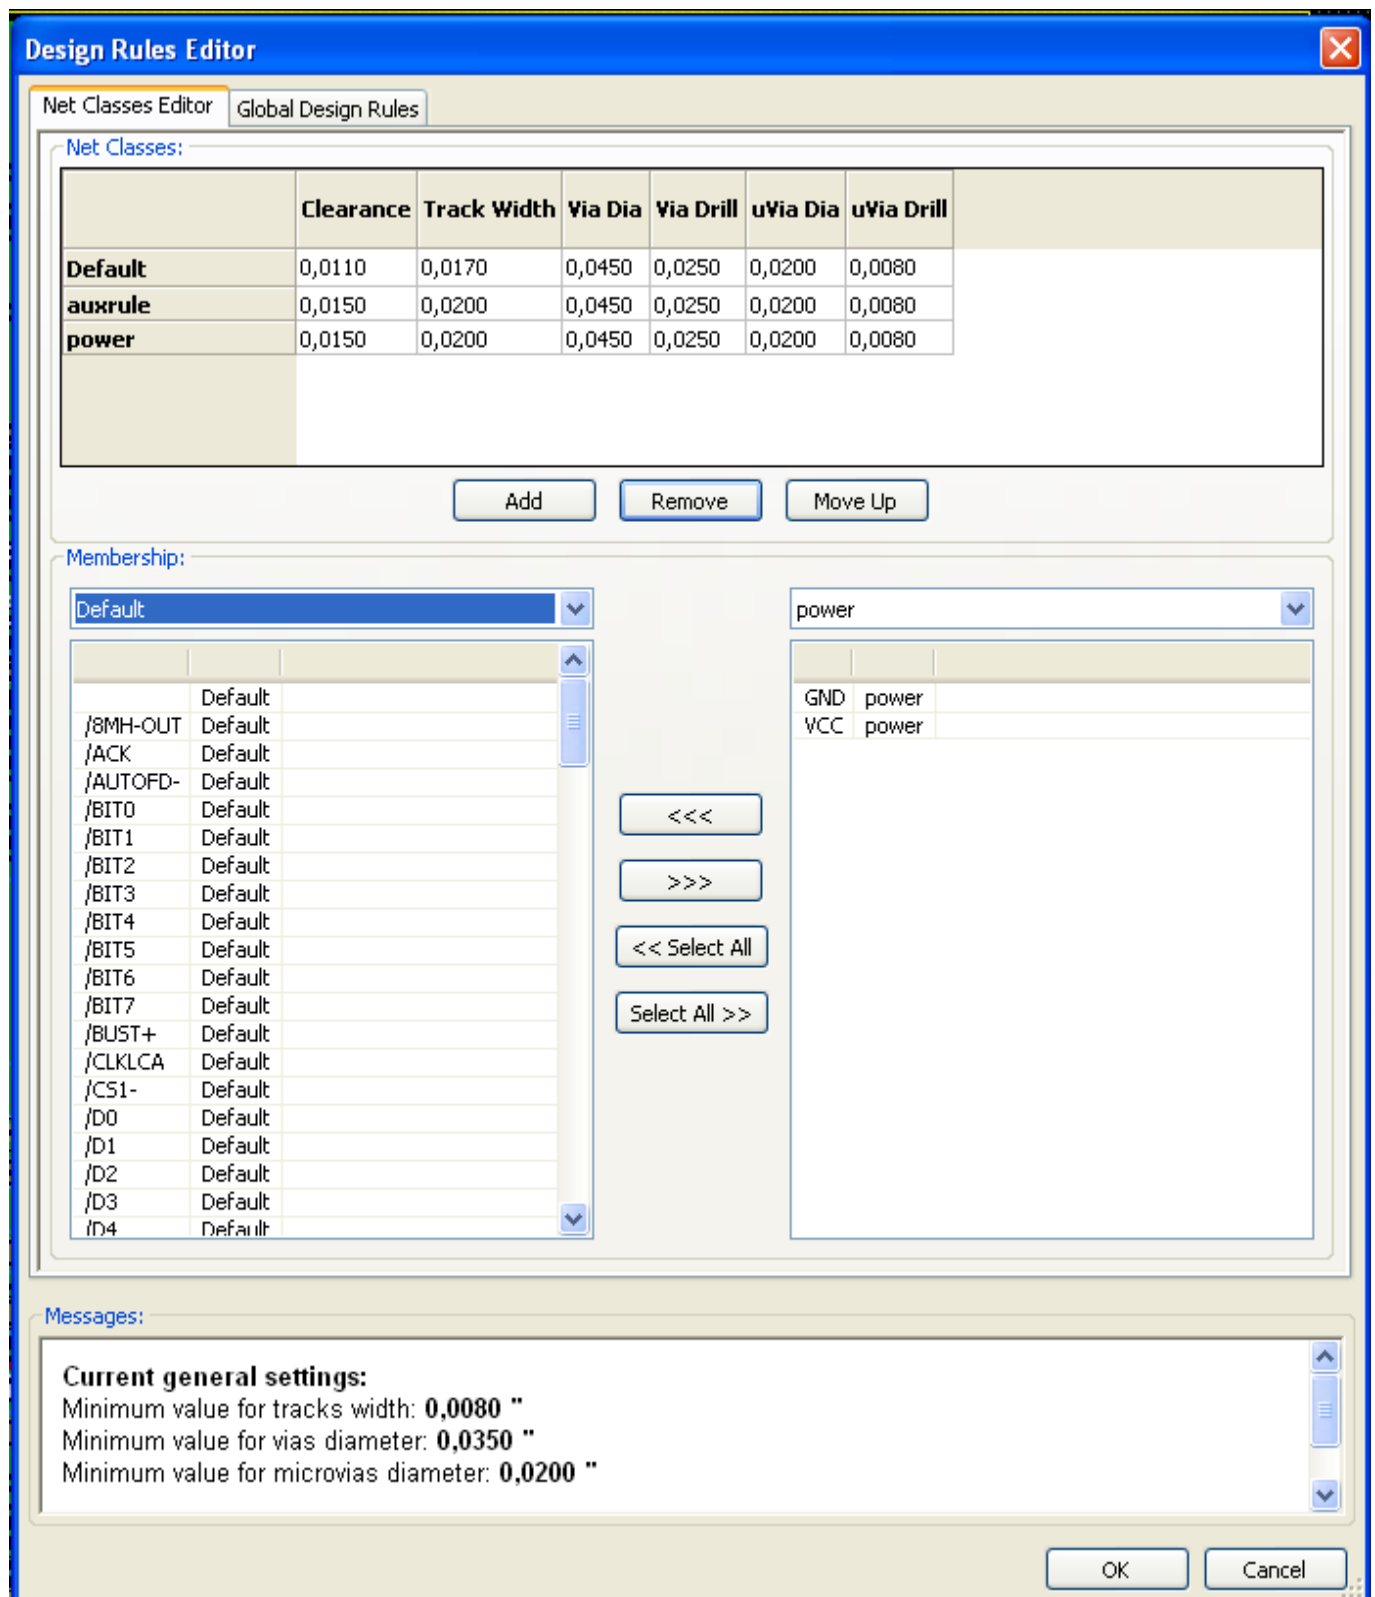 Design Rules Editor
Net Classes Editor Global Design Rules
Net Classes:
Clearance Track Width Via Dia Via Drill uVia Dia uVia Drill
Default 0,0110 0,0170 0,0450 0,0250 0,0200 0,0080
auxrule 0,0150 0,0200 0,0450 0,0250 0,0200 0,0080
power 0,0150 0,0200 0,0450 0,0250 0,0200 0,0080
Add Remove Move Up
Membership:
Default
Default
/8MH-OUT Default
/ACK Default
/AUTOFD- Default
/BIT0 Default
/BIT1 Default
/BIT2 Default
/BIT3 Default
/BIT4 Default
/BIT5 Default
/BIT6 Default
/BIT7 Default
/BUST+ Default
/CLKLCA Default
/CS1- Default
/D0 Default
/D1 Default
/D2 Default
/D3 Default
/D4 Default
<<<
>>>
<< Select All
Select All >>
power
GND power
VCC power
Messages:
Current general settings:
Minimum value for tracks width: 0,0080 "
Minimum value for vias diameter: 0,0350 "
Minimum value for microvias diameter: 0,0200 "
OK Cancel